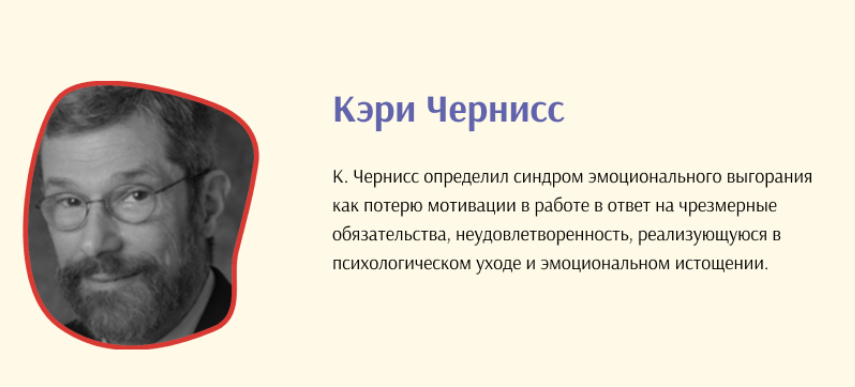 Кэри Чернисс
К. Чернисс определил синдром эмоционального выгорания
как потерю мотивации в работе в ответ на чрезмерные
обязательства, неудовлетворенность, реализующуюся в
психологическом уходе и эмоциональном истощении.